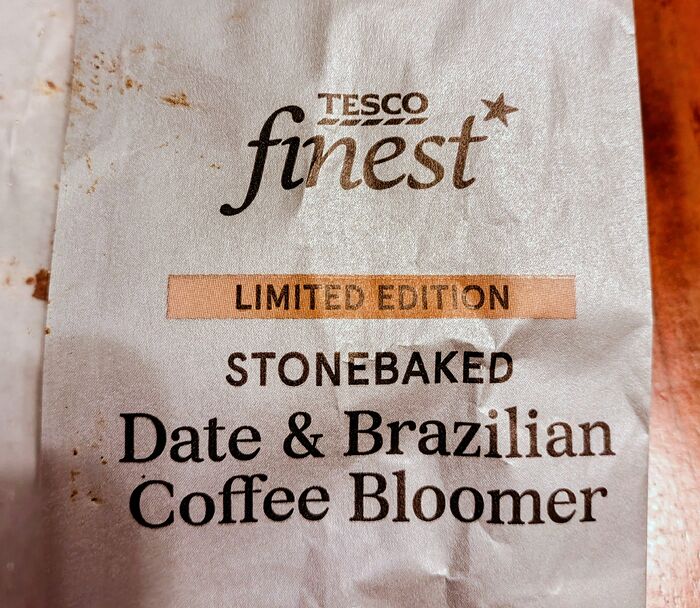 TESCO
finest*
LIMITED EDITION
STONEBAKED
Date & Brazilian
Coffee Bloomer